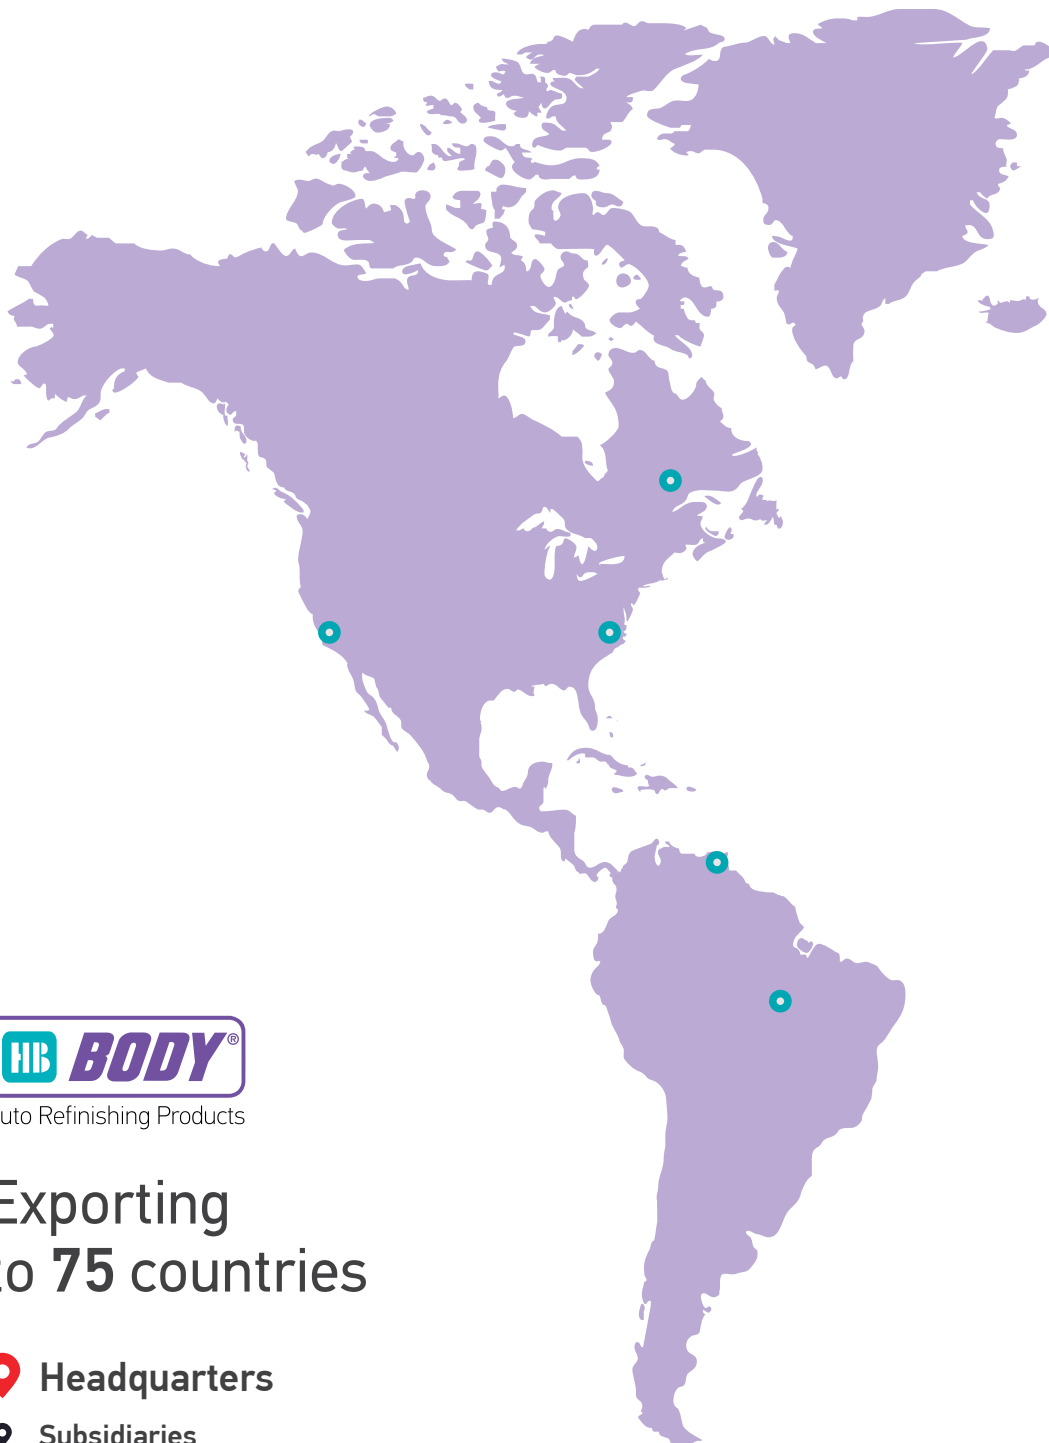 HB BODY®
uto Refinishing Products
Exporting
to 75 countries
Headquarters
Subsidiaries